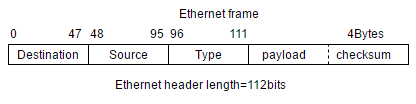 Ethernet frame
0 47 48 95 96 111 4Bytes
Destination Source Type payload checksum
Ethernet header length=112bits